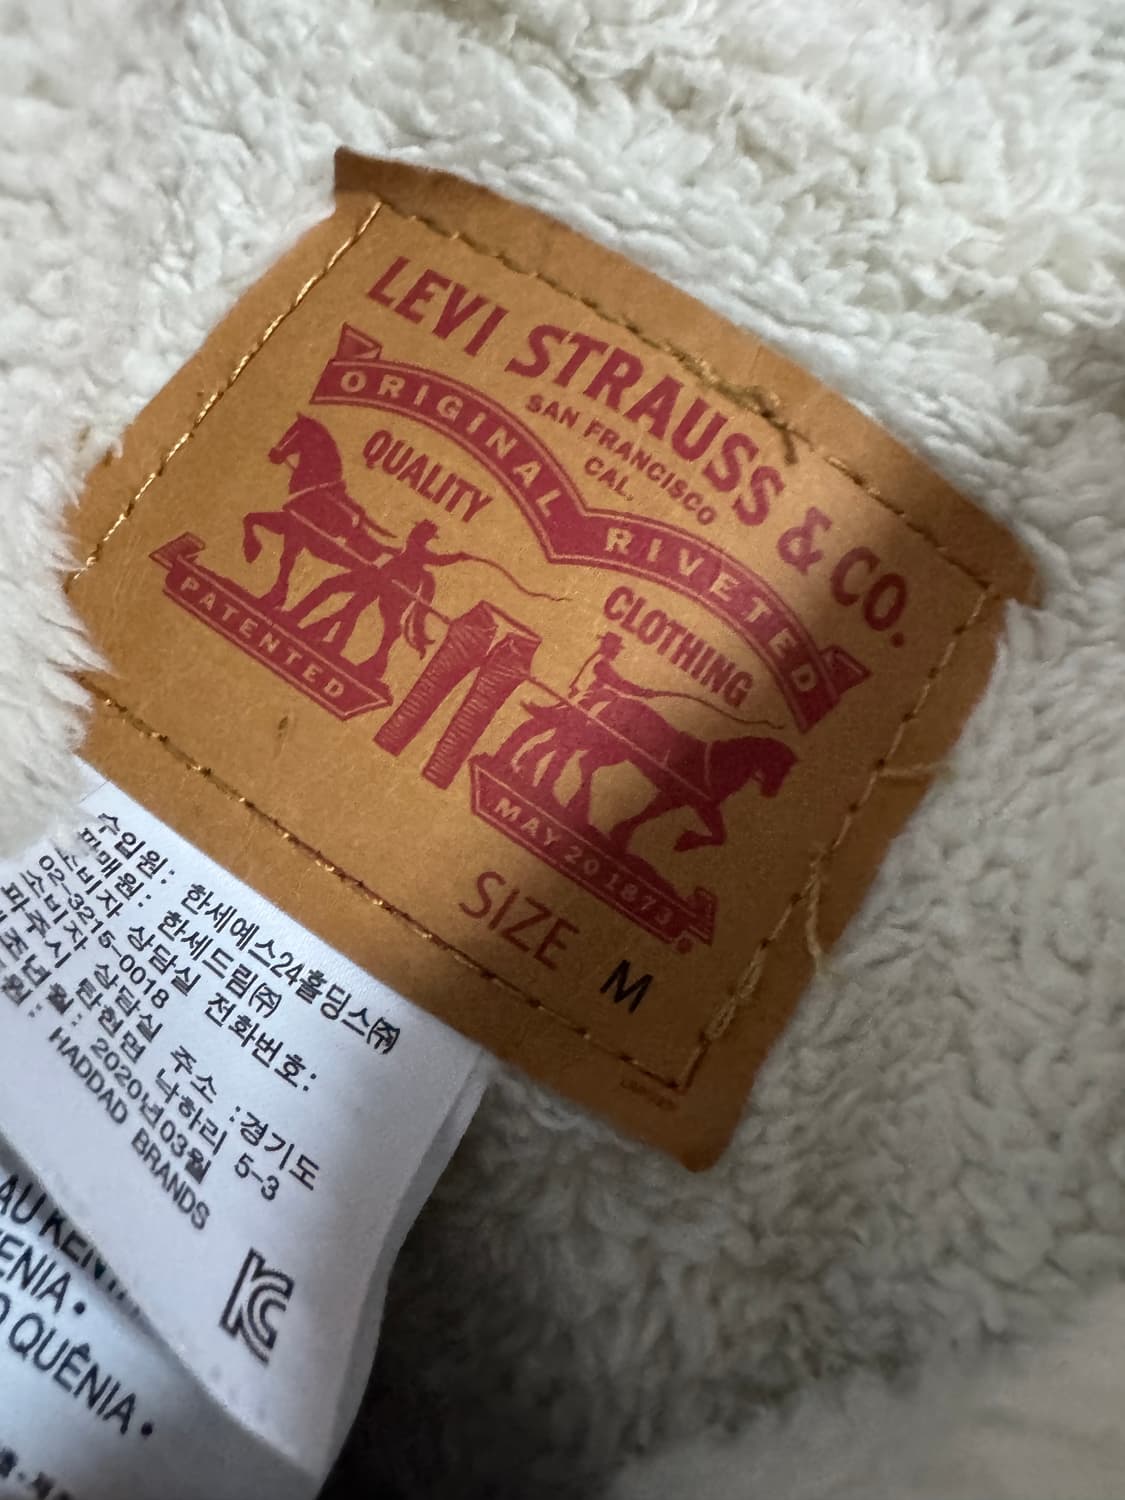 LEVI STRAUSS & CO.
SAN FRANCISCO
CAL.
ORIGINAL RIVETED
QUALITY
CLOTHING
PATENTED
MAY 20 1873
SIZE M
수입원: 한세예스24홀딩스㈜
판매원: 한세드림㈜
소비자 상담실 전화번호:
02-3215-0018
소비자 상담실 주소 :경기도
파주시 탄현면 낙하리 5-3
제조년월: 2020년03월
HADDAD BRANDS
AU KENYA
QUÊNIA •